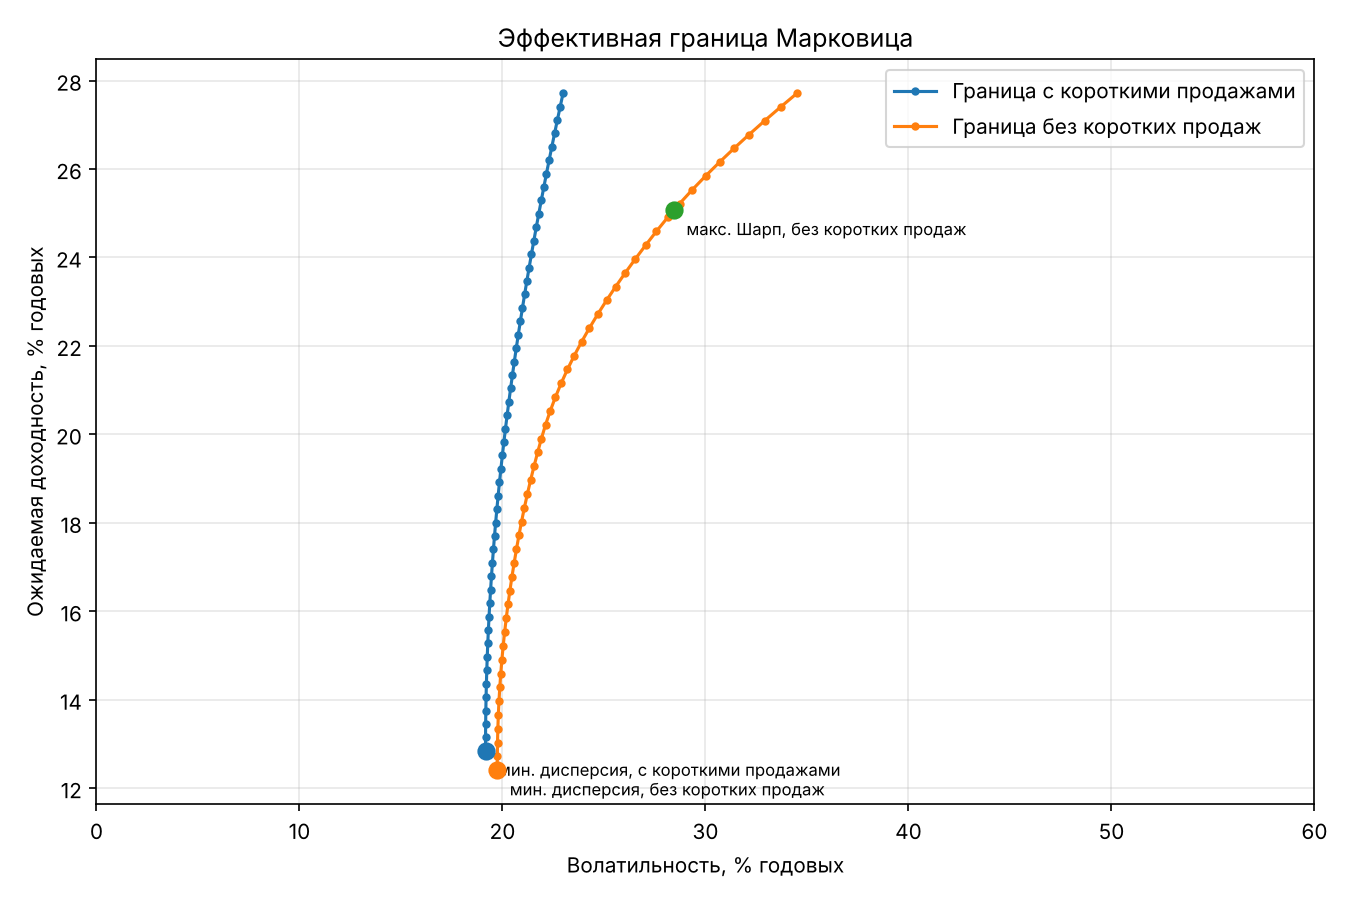 Эффективная граница Марковица
Граница с короткими продажами
Граница без коротких продаж
28
26
24
22
20
18
16
14
12
Ожидаемая доходность, % годовых
макс. Шарп, без коротких продаж
мин. дисперсия, с короткими продажами
мин. дисперсия, без коротких продаж
0 10 20 30 40 50 60
Волатильность, % годовых